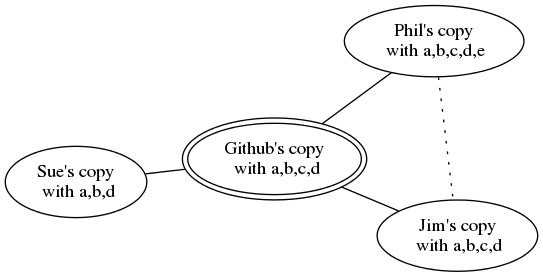 Phil's copy
with a,b,c,d,e
Github's copy
with a,b,c,d
Sue's copy
with a,b,d
Jim's copy
with a,b,c,d